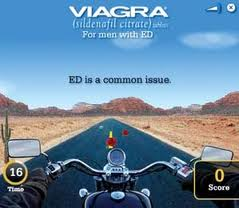 VIAGRA
(sildenafil citrate) tablets
For men with ED
ED is a common issue.
16
Time
0
Score